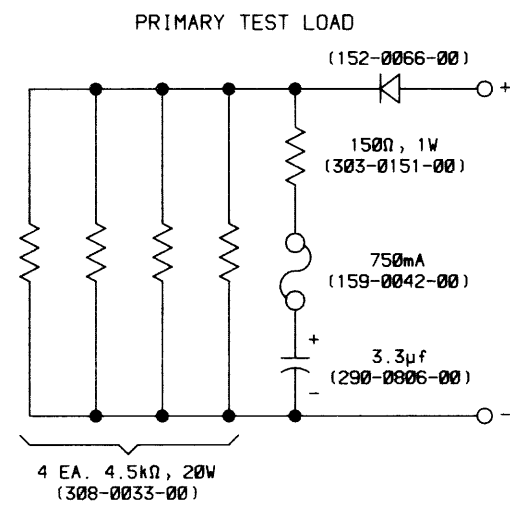 PRIMARY TEST LOAD
(152-0066-00)
+
150Ω, 1W
(303-0151-00)
750mA
(159-0042-00)
+
3.3µf
(290-0806-00)
-
-
4 EA. 4.5kΩ, 20W
(308-0033-00)